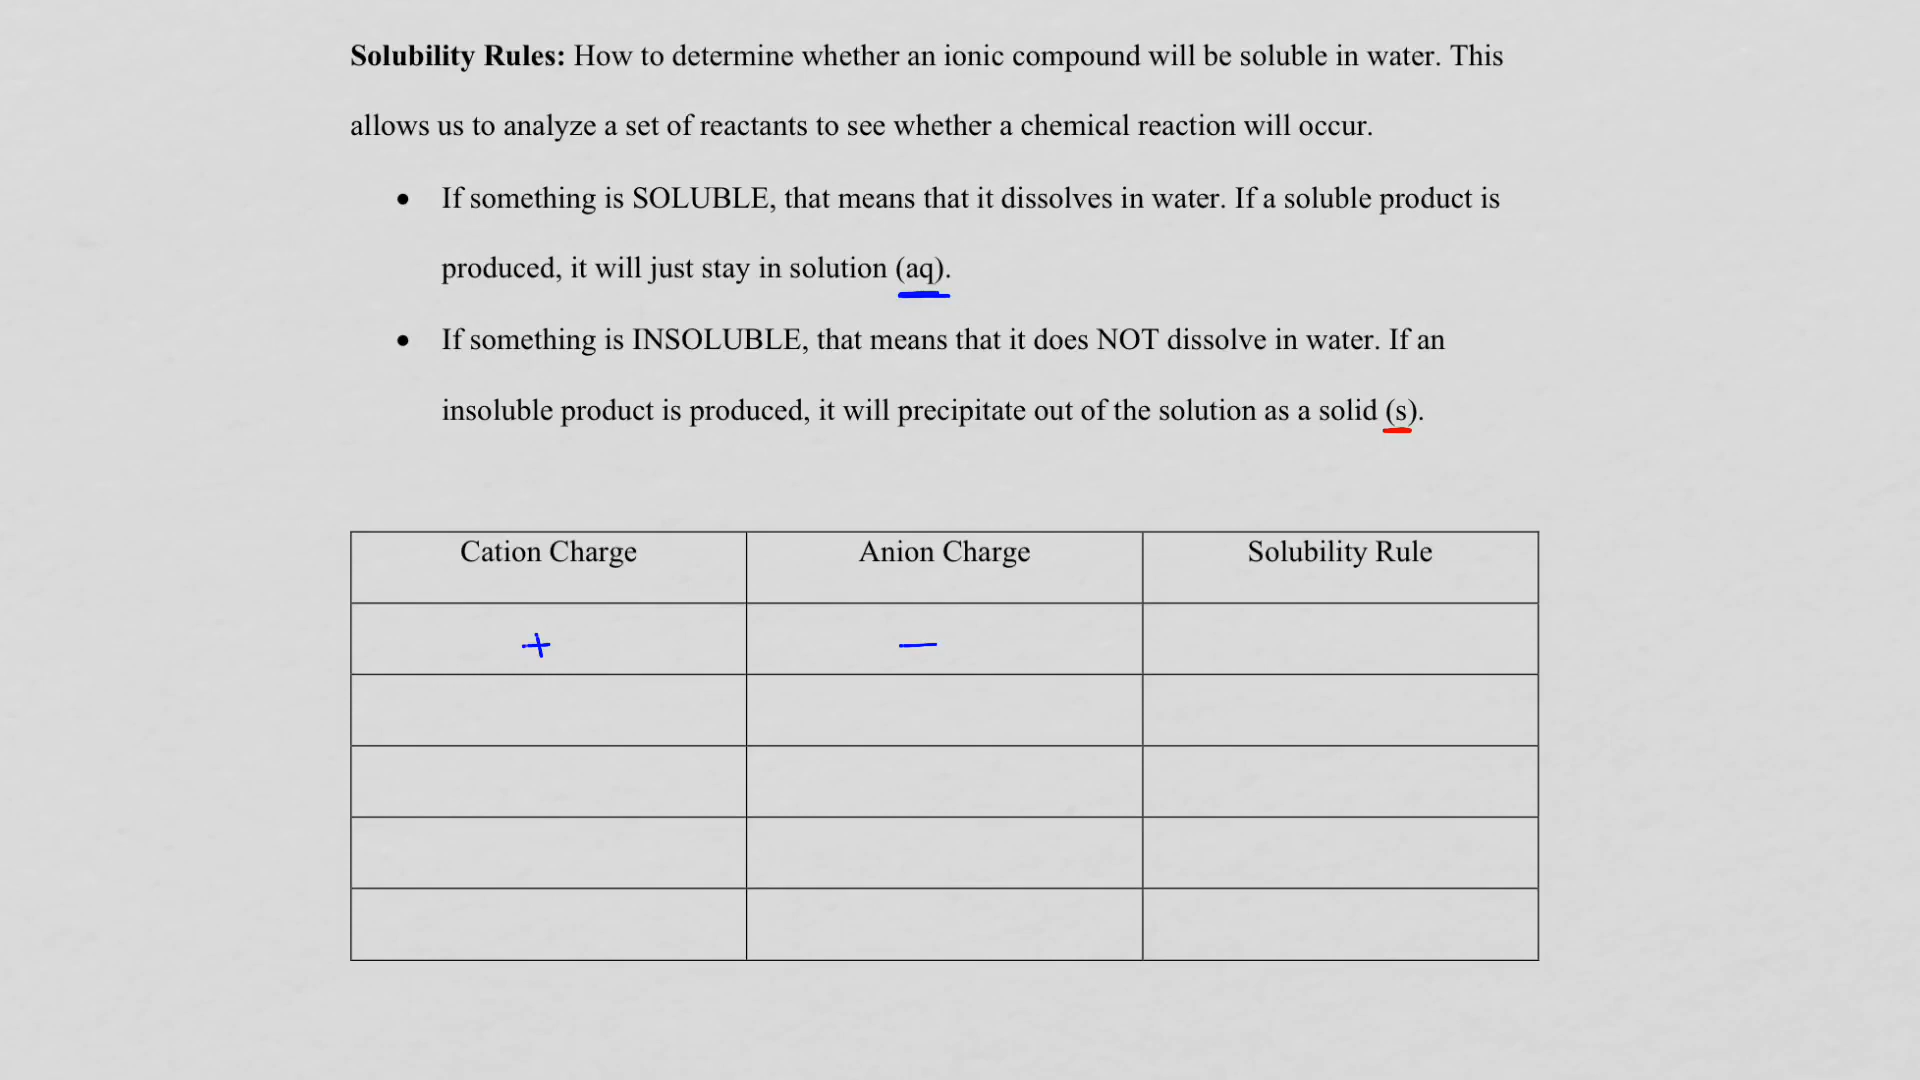 Solubility Rules: How to determine whether an ionic compound will be soluble in water. This
allows us to analyze a set of reactants to see whether a chemical reaction will occur.
• If something is SOLUBLE, that means that it dissolves in water. If a soluble product is
produced, it will just stay in solution (aq).
• If something is INSOLUBLE, that means that it does NOT dissolve in water. If an
insoluble product is produced, it will precipitate out of the solution as a solid (s).
Cation Charge Anion Charge Solubility Rule
+ —